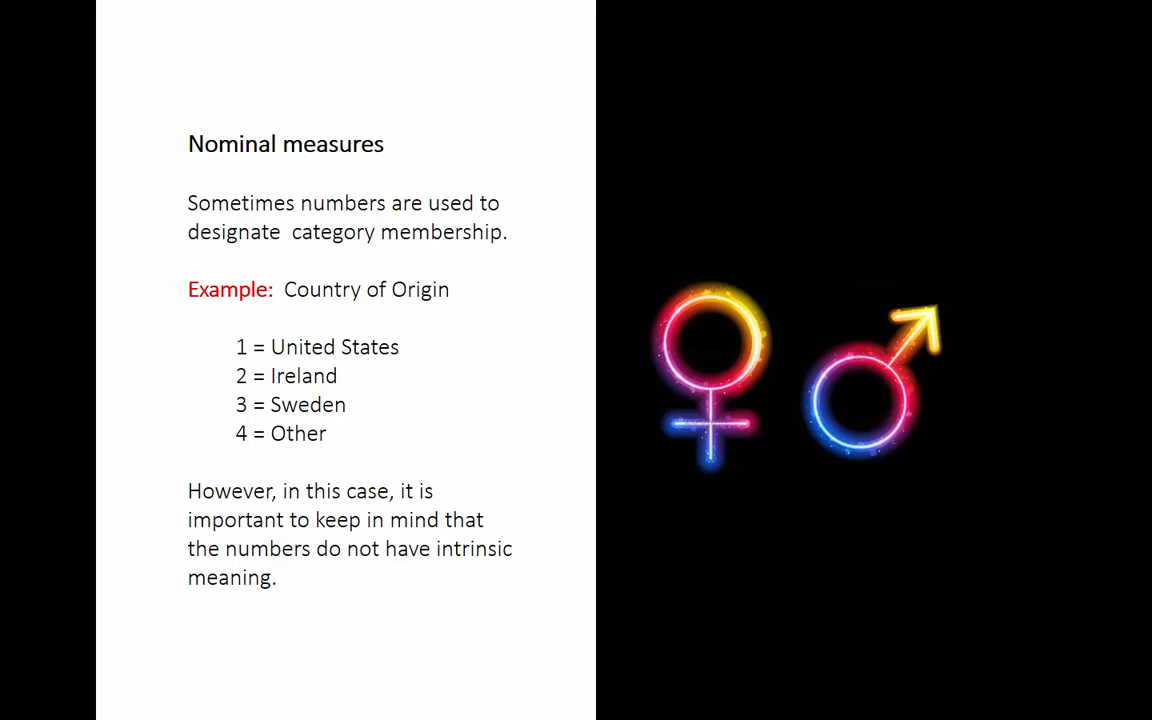 Nominal measures
Sometimes numbers are used to
designate  category membership.
Example:  Country of Origin
1 = United States
2 = Ireland
3 = Sweden
4 = Other
However, in this case, it is
important to keep in mind that
the numbers do not have intrinsic
meaning.